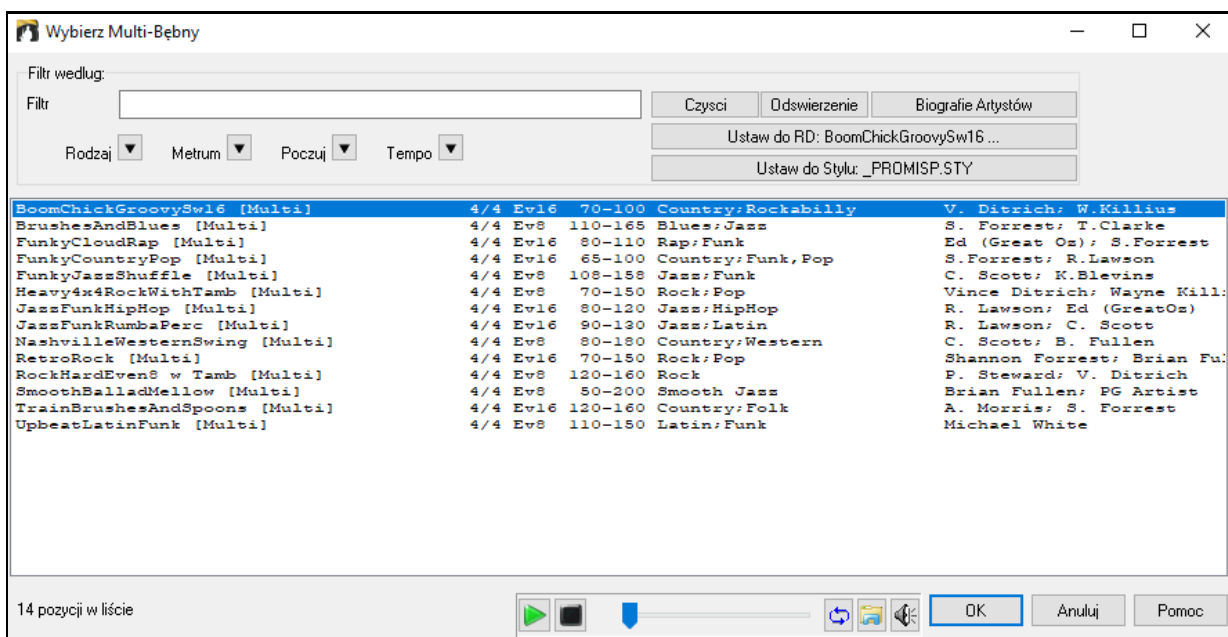 Wybierz Multi-Bębny
Filtr według:
Filtr
Czysci Odswierzenie Biografie Artystów
Ustaw do RD: BoomChickGroovySw16 ...
Rodzaj Metrum Poczuj Tempo
Ustaw do Stylu: _PROMISP.STY
BoomChickGroovySw16 [Multi] 4/4 Ev16 70-100 Country;Rockabilly V. Ditrich; W.Killius
BrushesAndBlues [Multi] 4/4 Ev8 110-165 Blues;Jazz S. Forrest; T.Clarke
FunkyCloudRap [Multi] 4/4 Ev16 80-110 Rap;Funk Ed (Great Oz); S.Forrest
FunkyCountryPop [Multi] 4/4 Ev16 65-100 Country;Funk,Pop S.Forrest; R.Lawson
FunkyJazzShuffle [Multi] 4/4 Ev8 108-158 Jazz;Funk C. Scott; K.Blevins
Heavy4x4RockWithTamb [Multi] 4/4 Ev8 70-150 Rock;Pop Vince Ditrich; Wayne Kill
JazzFunkHipHop [Multi] 4/4 Ev16 80-120 Jazz;HipHop R. Lawson; Ed (GreatOz)
JazzFunkRumbaPerc [Multi] 4/4 Ev16 90-130 Jazz;Latin R. Lawson; C. Scott
NashvilleWesternSwing [Multi] 4/4 Ev8 80-180 Country;Western C. Scott; B. Fullen
RetroRock [Multi] 4/4 Ev16 70-150 Rock;Pop Shannon Forrest; Brian Ful
RockHardEven8 w Tamb [Multi] 4/4 Ev8 120-160 Rock P. Steward; V. Ditrich
SmoothBalladMellow [Multi] 4/4 Ev8 50-200 Smooth Jazz Brian Fullen; PG Artist
TrainBrushesAndSpoons [Multi] 4/4 Ev16 120-160 Country;Folk A. Morris; S. Forrest
UpbeatLatinFunk [Multi] 4/4 Ev8 110-150 Latin;Funk Michael White
14 pozycji w liście
OK Anuluj Pomoc